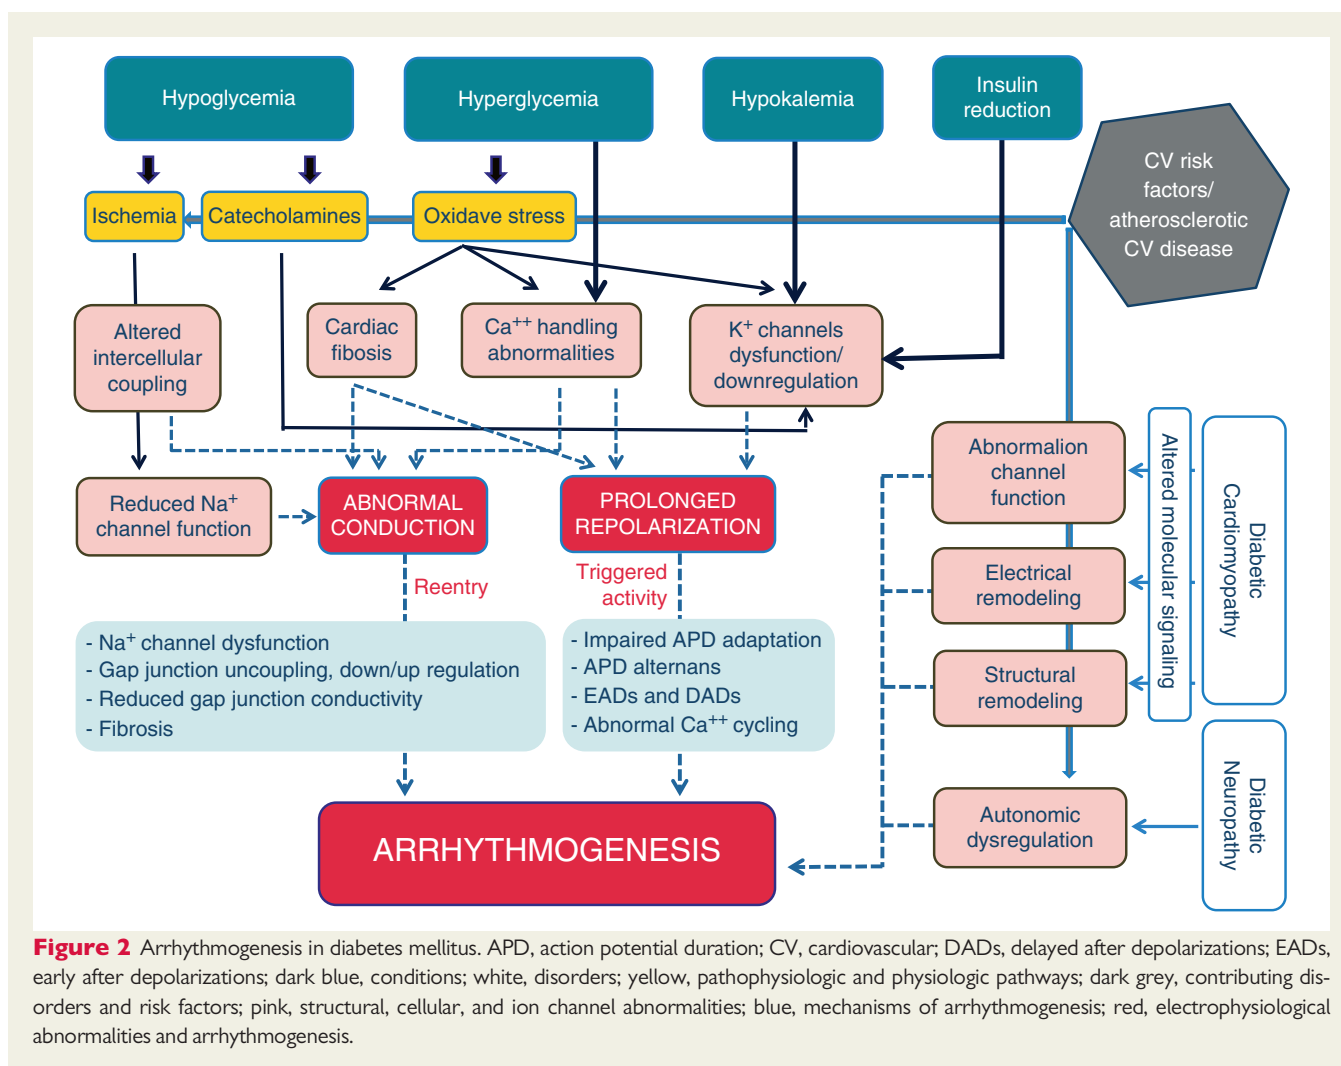 Hypoglycemia
Hyperglycemia
Hypokalemia
Insulin
reduction
CV risk
factors/
atherosclerotic
CV disease
Ischemia
Catecholamines
Oxidave stress
Altered
intercellular
coupling
Cardiac
fibosis
Ca++ handling
abnormalities
K+ channels
dysfunction/
downregulation
Reduced Na+
channel function
ABNORMAL
CONDUCTION
PROLONGED
REPOLARIZATION
Abnormalion
channel
function
Electrical
remodeling
Structural
remodeling
Autonomic
dysregulation
Altered molecular signaling
Diabetic
Cardiomyopathy
Diabetic
Neuropathy
Reentry
Triggered
activity
- Na+ channel dysfunction
- Gap junction uncoupling, down/up regulation
- Reduced gap junction conductivity
- Fibrosis
- Impaired APD adaptation
- APD alternans
- EADs and DADs
- Abnormal Ca++ cycling
ARRHYTHMOGENESIS
Figure 2 Arrhythmogenesis in diabetes mellitus. APD, action potential duration; CV, cardiovascular; DADs, delayed after depolarizations; EADs,
early after depolarizations; dark blue, conditions; white, disorders; yellow, pathophysiologic and physiologic pathways; dark grey, contributing dis-
orders and risk factors; pink, structural, cellular, and ion channel abnormalities; blue, mechanisms of arrhythmogenesis; red, electrophysiological
abnormalities and arrhythmogenesis.